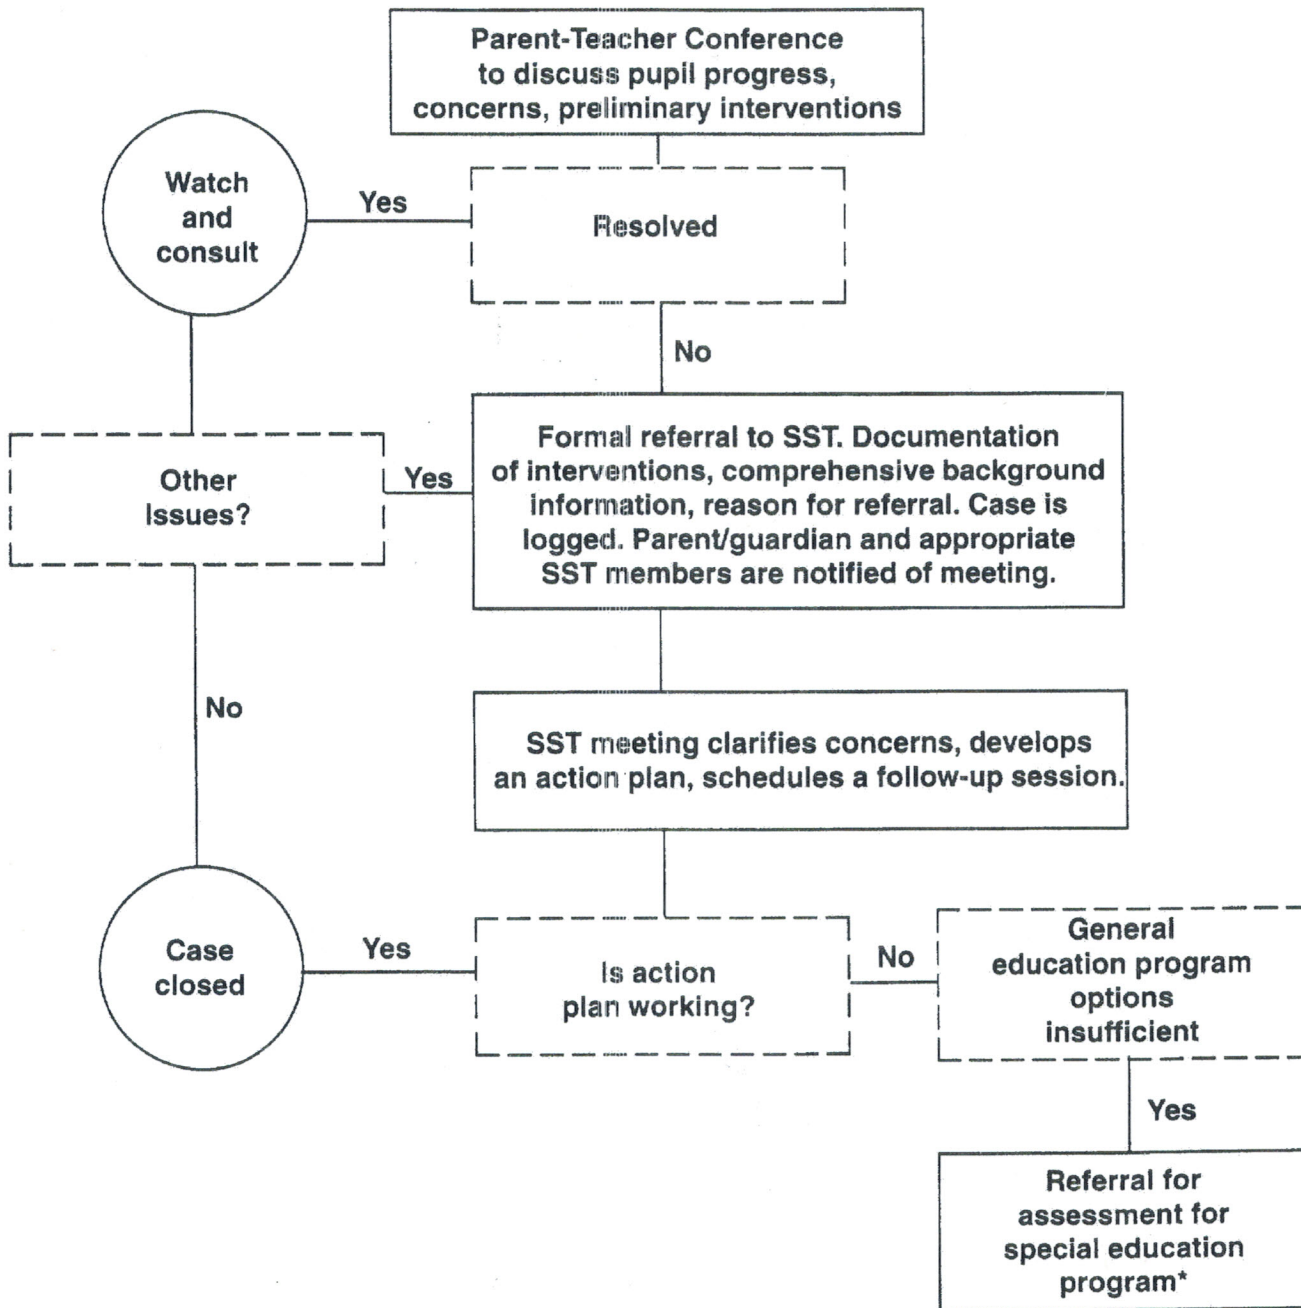 Parent-Teacher Conference
to discuss pupil progress,
concerns, preliminary interventions
Watch
and
consult
Yes
Resolved
No
Other
Issues?
Yes
Formal referral to SST. Documentation
of interventions, comprehensive background
information, reason for referral. Case is
logged. Parent/guardian and appropriate
SST members are notified of meeting.
No
SST meeting clarifies concerns, develops
an action plan, schedules a follow-up session.
Case
closed
Yes
Is action
plan working?
No
General
education program
options
insufficient
Yes
Referral for
assessment for
special education
program*